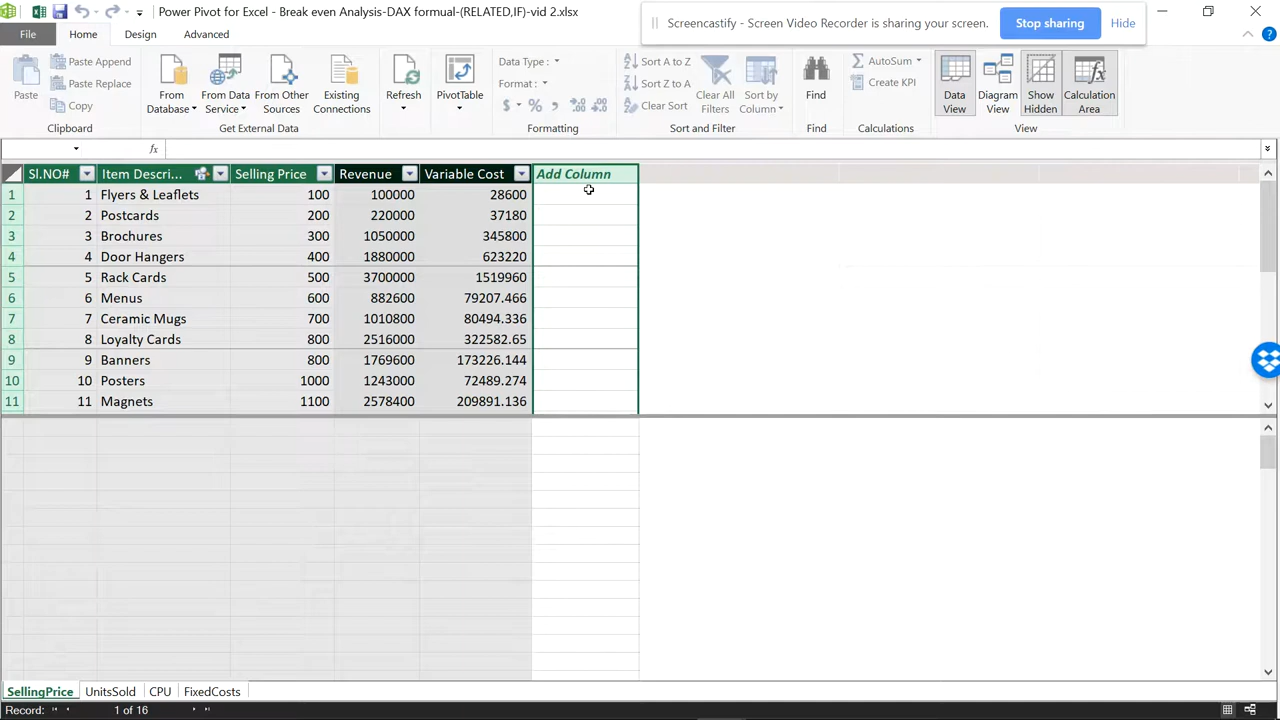 Power Pivot for Excel - Break even Analysis-DAX formual-(RELATED,IF)-vid 2.xlsx
Screencastify - Screen Video Recorder is sharing your screen. Stop sharing Hide
File Home Design Advanced
Paste
Paste Append
Paste Replace
Copy
Clipboard
From Database
From Data Service
From Other Sources
Existing Connections
Get External Data
Refresh
PivotTable
Data Type :
Format :
$ % ,
Formatting
Sort A to Z
Sort Z to A
Clear Sort
Clear All Filters
Sort by Column
Sort and Filter
Find
Find
AutoSum
Create KPI
Calculations
Data View
Diagram View
Show Hidden
Calculation Area
View
fx
Sl.NO# Item Descri... Selling Price Revenue Variable Cost Add Column
1 1 Flyers & Leaflets 100 100000 28600
2 2 Postcards 200 220000 37180
3 3 Brochures 300 1050000 345800
4 4 Door Hangers 400 1880000 623220
5 5 Rack Cards 500 3700000 1519960
6 6 Menus 600 882600 79207.466
7 7 Ceramic Mugs 700 1010800 80494.336
8 8 Loyalty Cards 800 2516000 322582.65
9 9 Banners 800 1769600 173226.144
10 10 Posters 1000 1243000 72489.274
11 11 Magnets 1100 2578400 209891.136
SellingPrice UnitsSold CPU FixedCosts
Record: 1 of 16